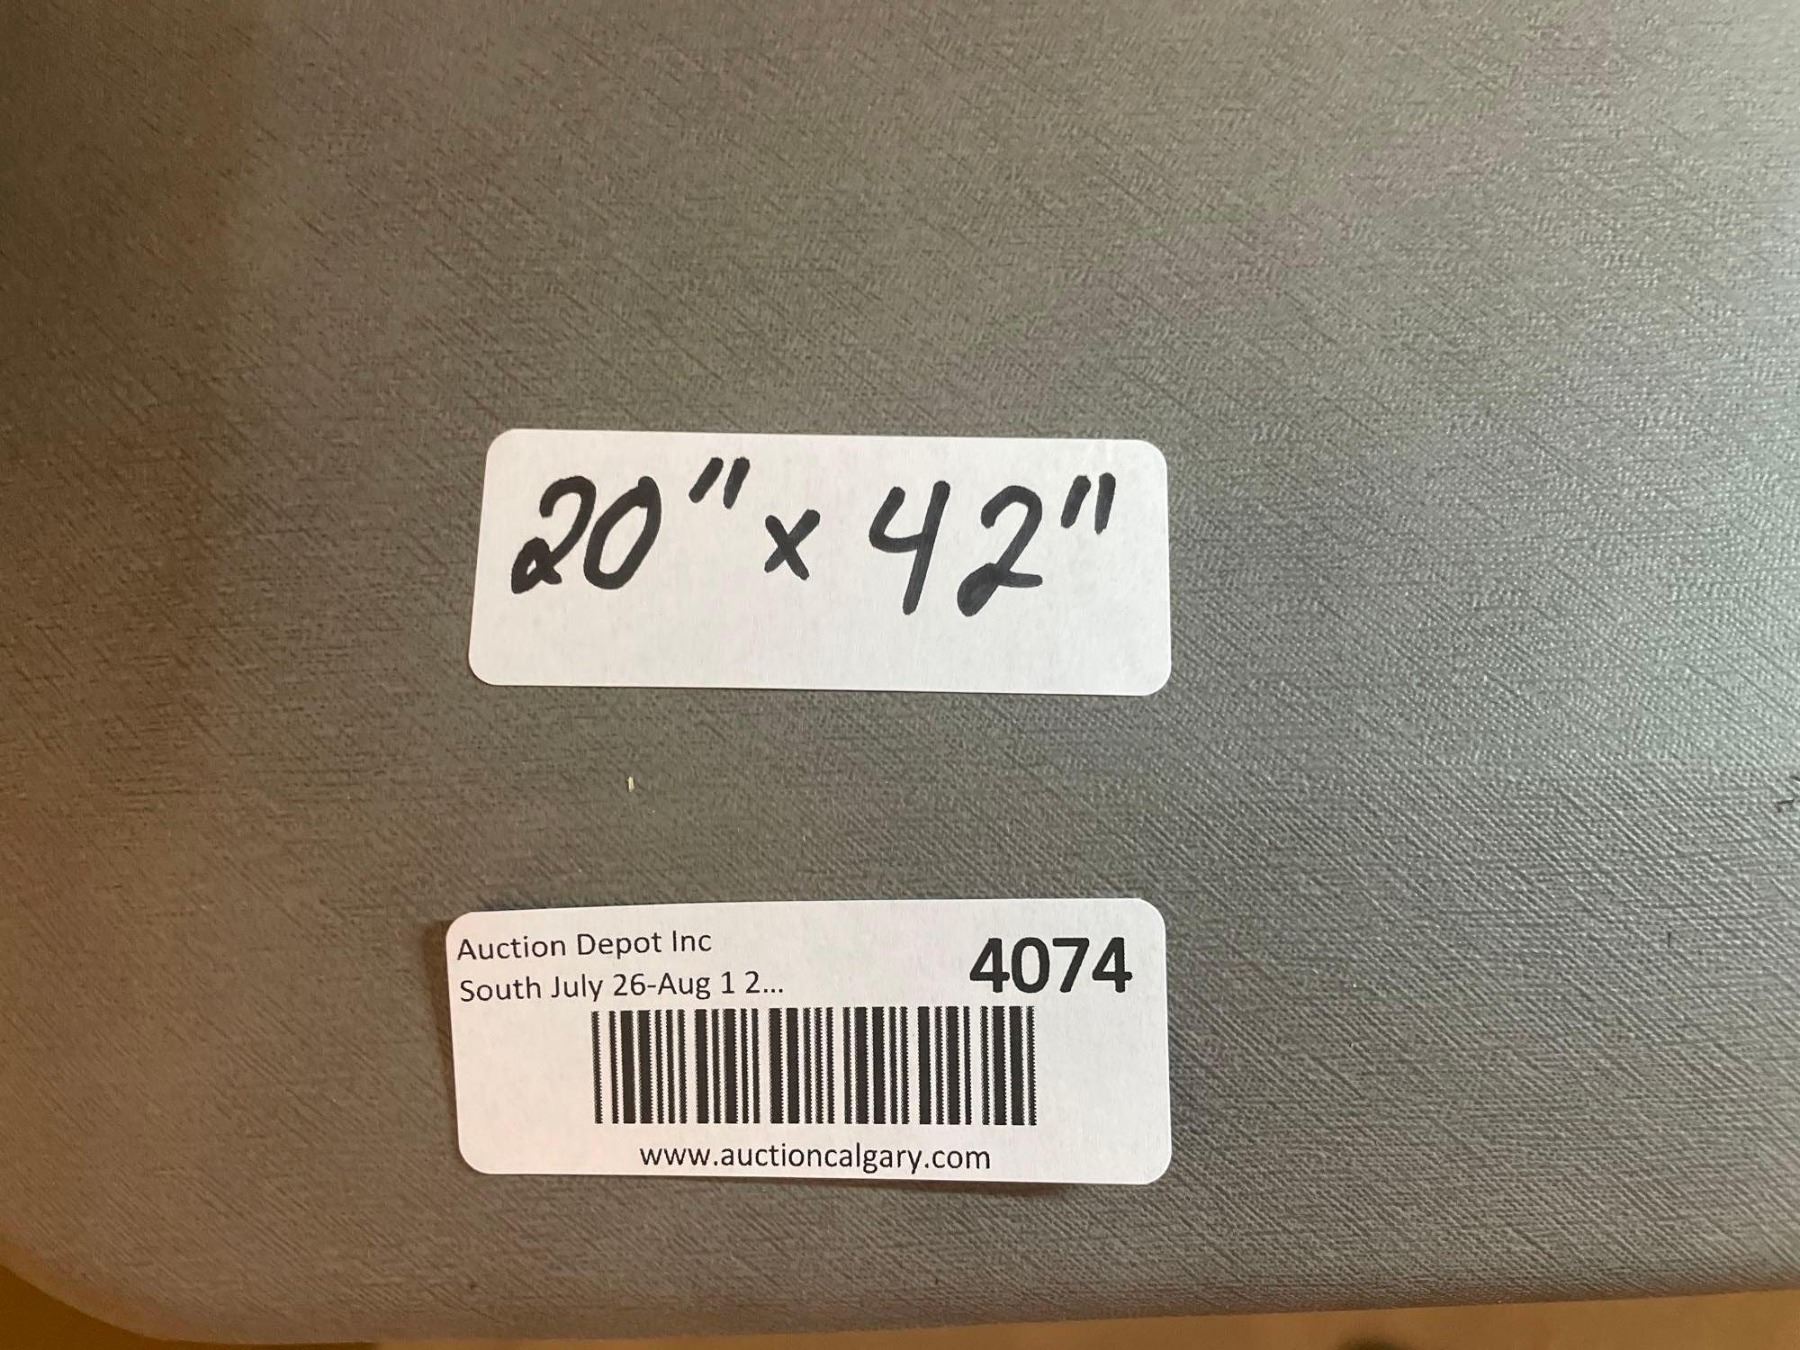 20" x 42"
Auction Depot Inc
South July 26-Aug 1 2...
4074
www.auctioncalgary.com